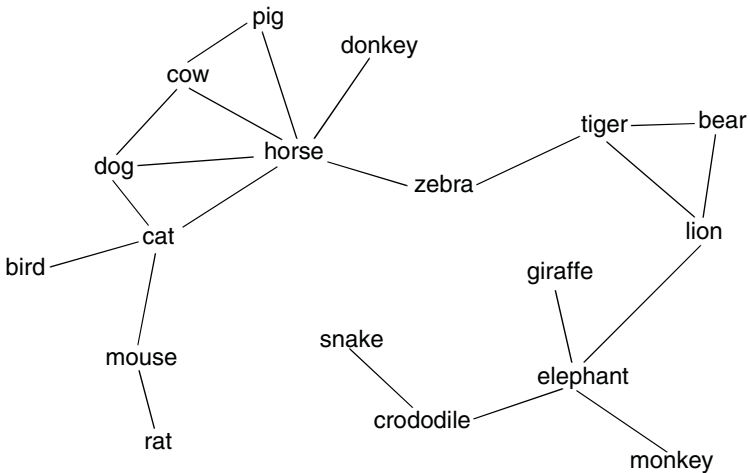 pig
donkey
cow
tiger
bear
horse
dog
zebra
cat
lion
bird
giraffe
snake
mouse
elephant
crododile
rat
monkey